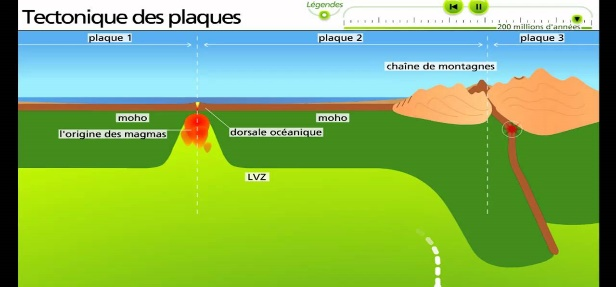 Tectonique des plaques
Légendes
200 millions d'années
plaque 1
plaque 2
plaque 3
chaîne de montagnes
moho
moho
l'origine des magmas
dorsale océanique
LVZ